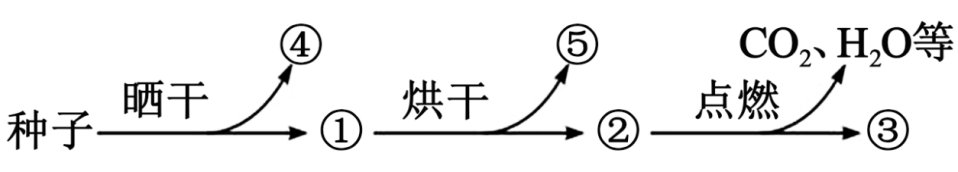 ④ ⑤ CO₂、H₂O等
晒干 烘干 点燃
种子 ① ② ③